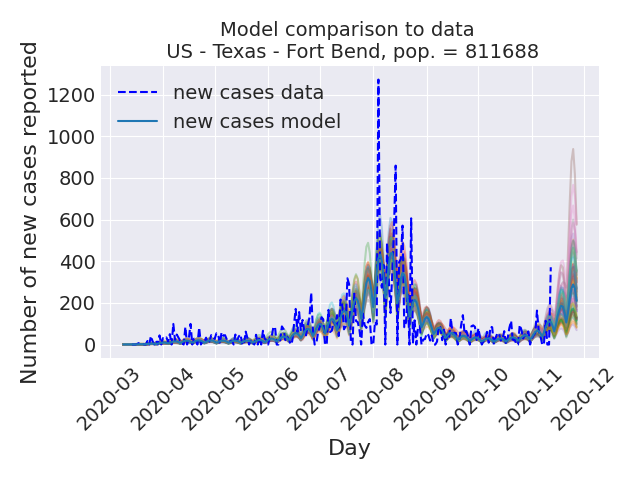 Model comparison to data
US - Texas - Fort Bend, pop. = 811688
Number of new cases reported
1200
1000
800
600
400
200
0
new cases data
new cases model
2020-03
2020-04
2020-05
2020-06
2020-07
2020-08
2020-09
2020-10
2020-11
2020-12
Day